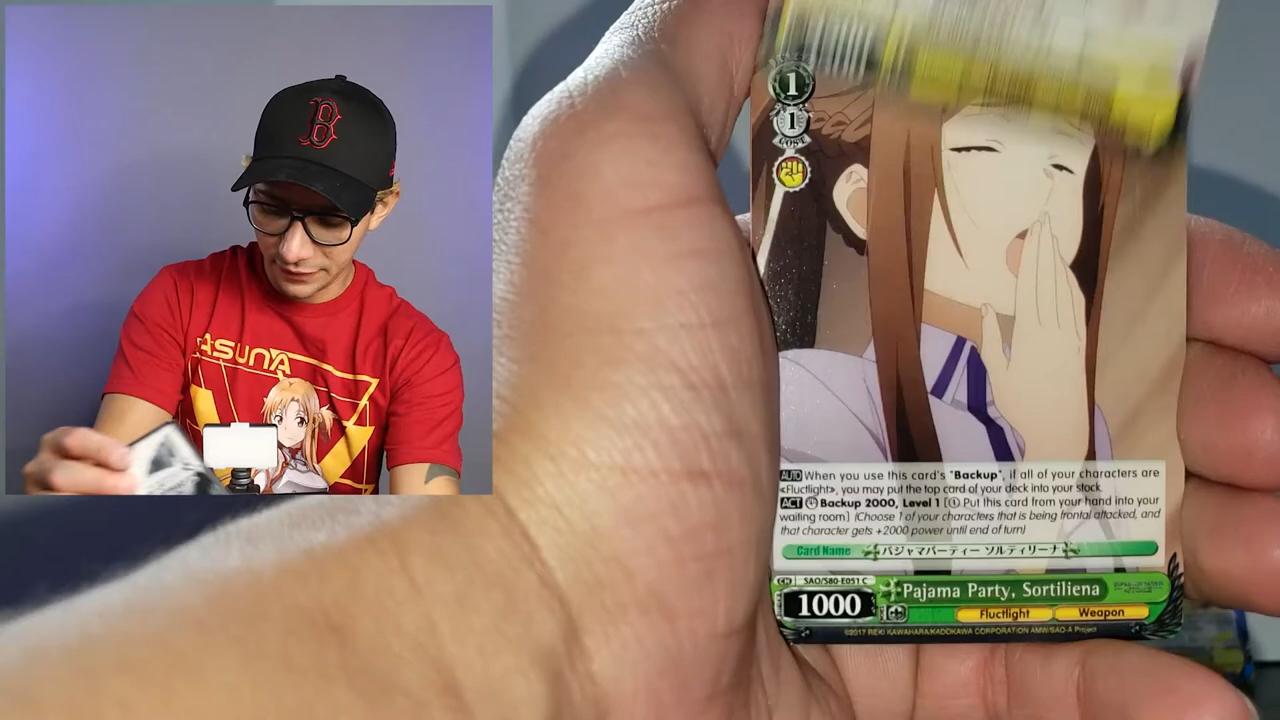 B
ASUNA
1
1
COST
AUTO When you use this card's "Backup", if all of your characters are
«Fluctlight», you may put the top card of your deck into your stock.
ACT Backup 2000, Level 1 [① Put this card from your hand into your
waiting room] (Choose 1 of your characters that is being frontal attacked, and
that character gets +2000 power until end of turn)
Card Name パジャマパーティー ソルティリーナ
CH SAO/S80-E051 C
Pajama Party, Sortiliena
1000
Fluctlight Weapon
©2017 REKI KAWAHARA/KADOKAWA CORPORATION AMW/SAO-A Project